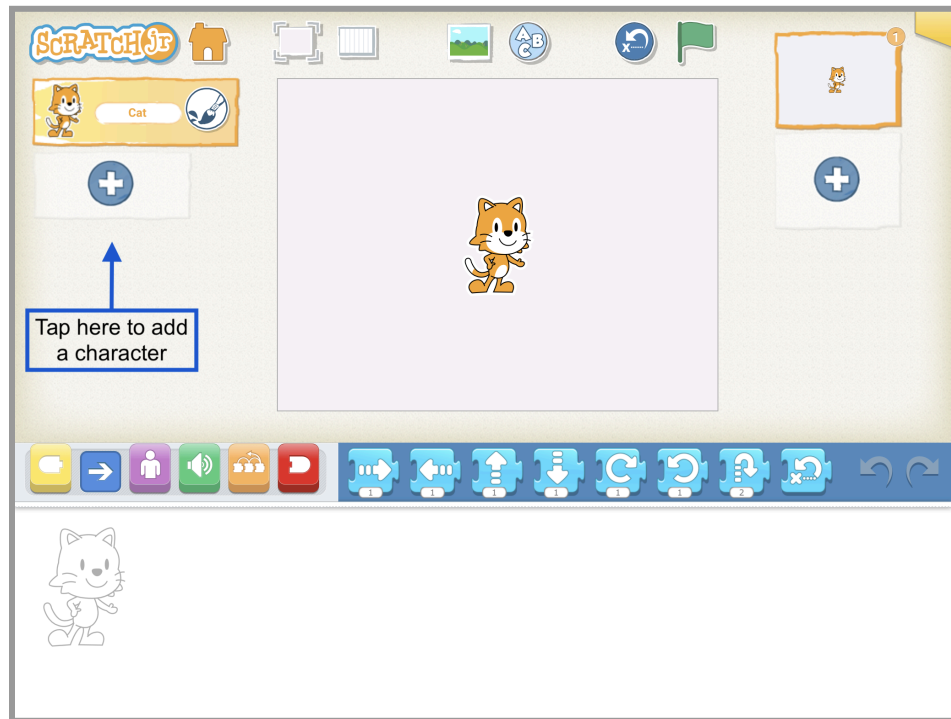 SCRATCH Jr
A B C
1
Cat
x
Tap here to add
a character
1
1
1
1
1
1
2
x